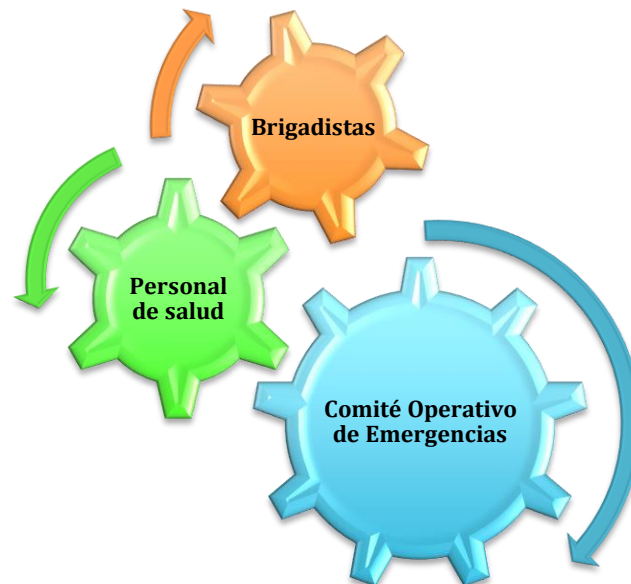 Brigadistas
Personal
de salud
Comité Operativo
de Emergencias